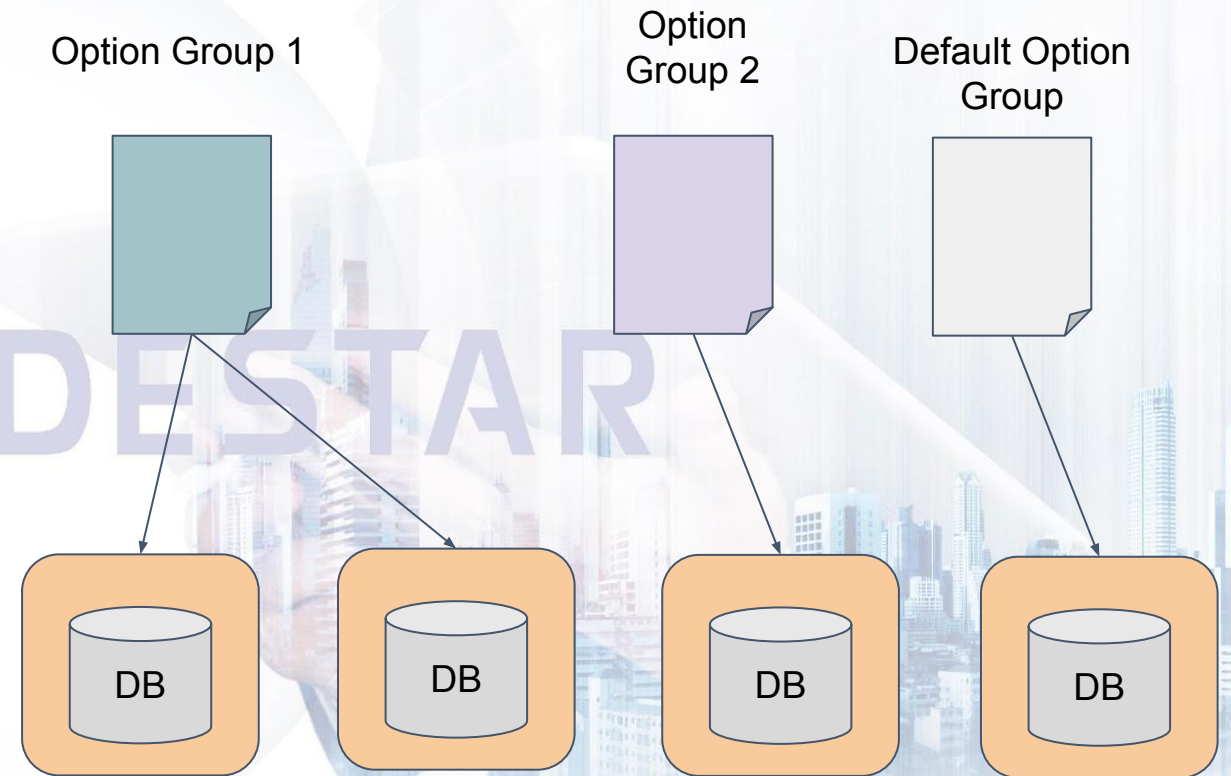 Option Group 1
Option
Group 2
Default Option
Group
DESTAR
DB
DB
DB
DB